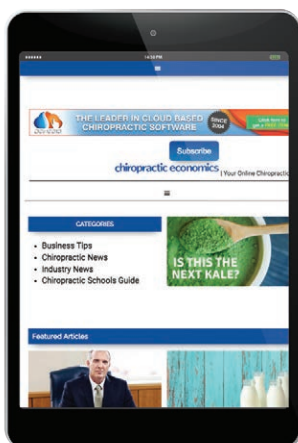 THE LEADER IN CLOUD BASED
CHIROPRACTIC SOFTWARE
SINCE
2004
Subscribe
chiropractic economics
| Your Online Chiropractic
CATEGORIES
• Business Tips
• Chiropractic News
• Industry News
• Chiropractic Schools Guide
IS THIS THE
NEXT KALE?
Featured Articles